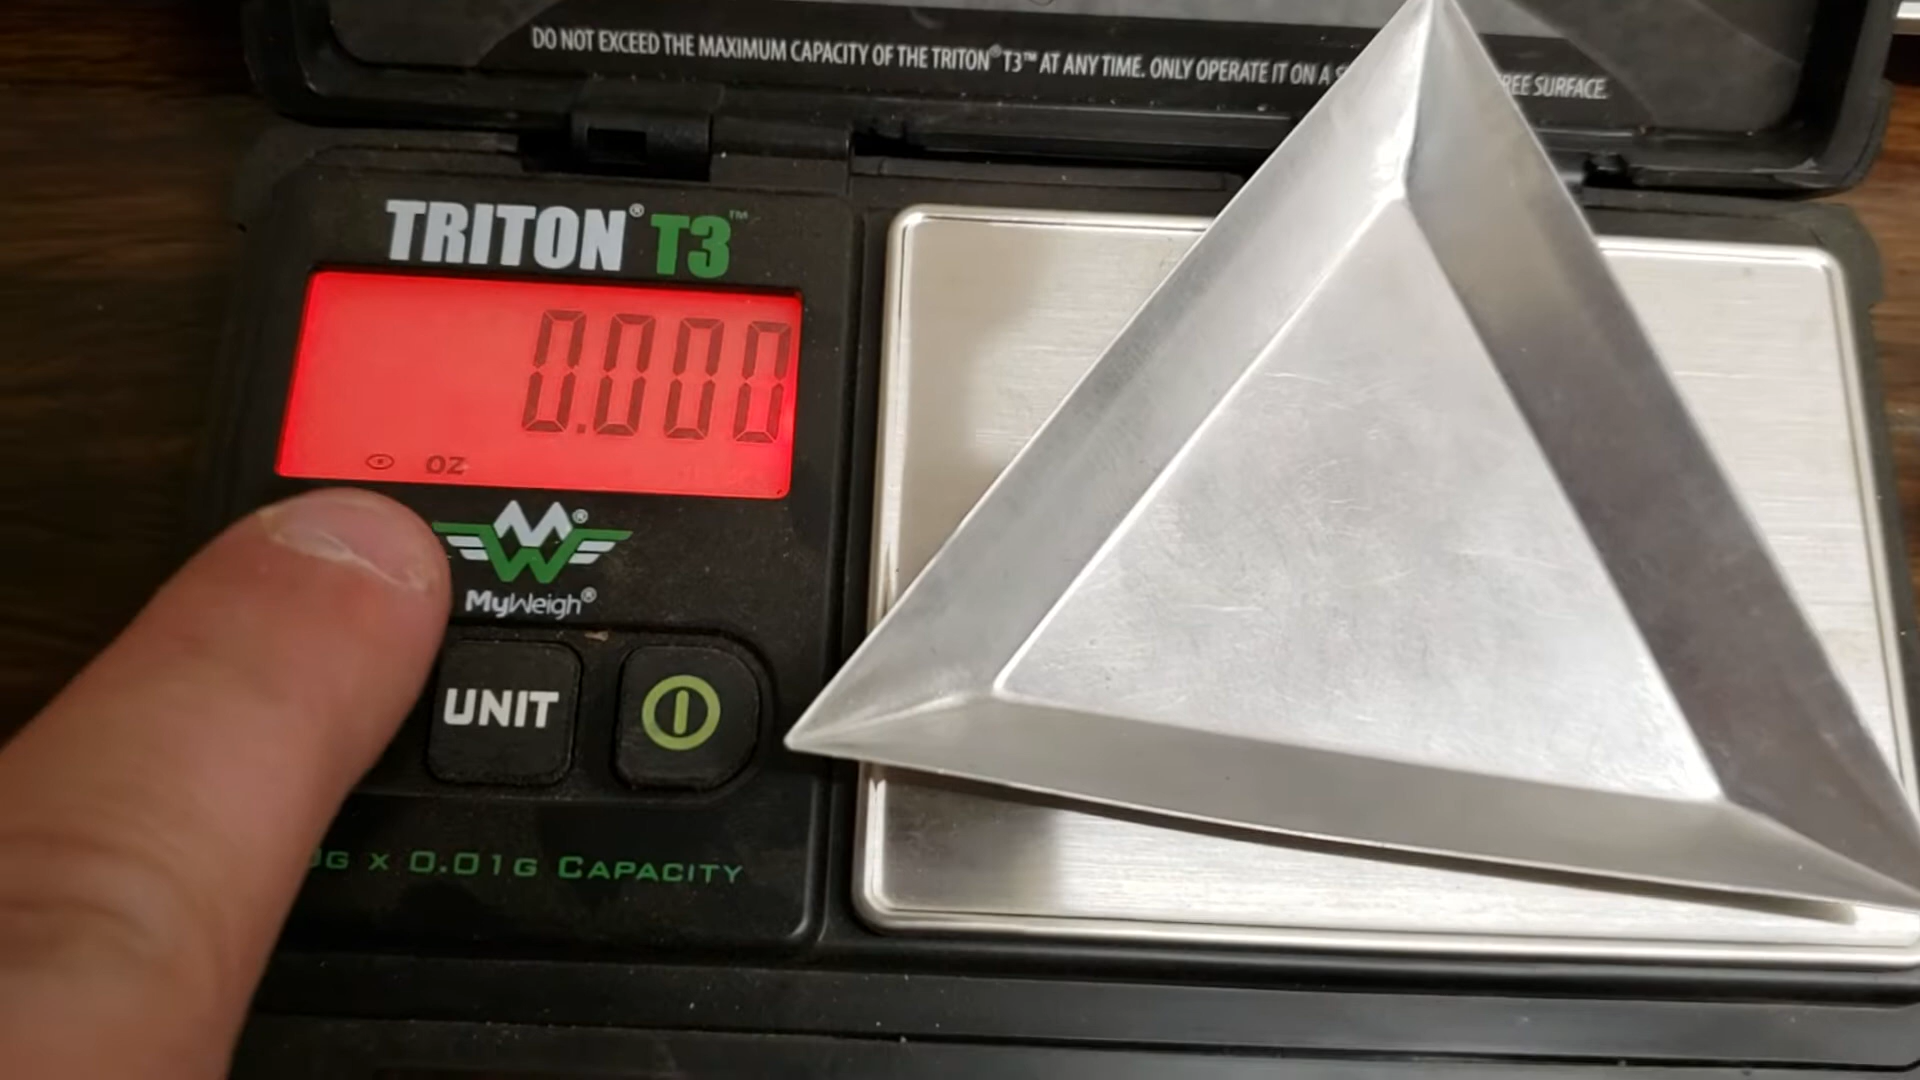 DO NOT EXCEED THE MAXIMUM CAPACITY OF THE TRITON® T3™ AT ANY TIME. ONLY OPERATE IT ON A REE SURFACE.
TRITON® T3™
0.000
OZ
MW®
MyWeigh®
UNIT
G X 0.01G CAPACITY